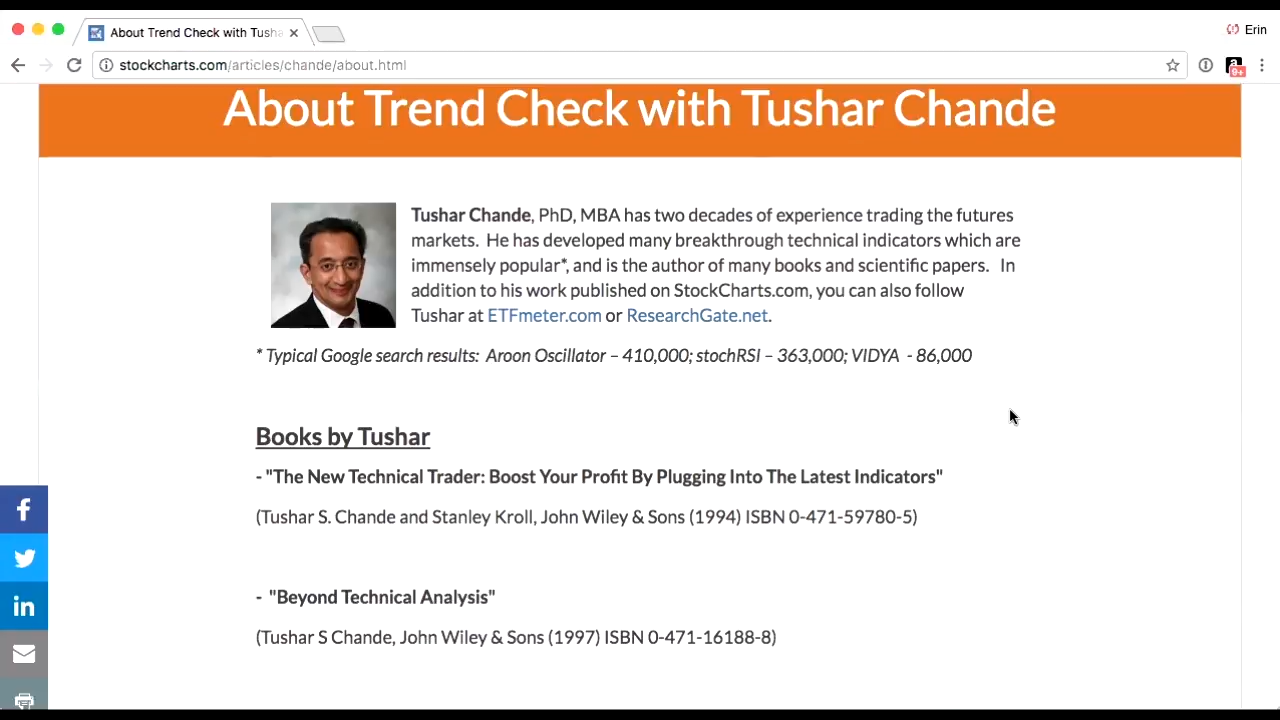 About Trend Check with Tusha
Erin
stockcharts.com/articles/chande/about.html
9+
About Trend Check with Tushar Chande
Tushar Chande, PhD, MBA has two decades of experience trading the futures
markets. He has developed many breakthrough technical indicators which are
immensely popular*, and is the author of many books and scientific papers. In
addition to his work published on StockCharts.com, you can also follow
Tushar at ETFmeter.com or ResearchGate.net.
* Typical Google search results: Aroon Oscillator – 410,000; stochRSI – 363,000; VIDYA - 86,000
Books by Tushar
- "The New Technical Trader: Boost Your Profit By Plugging Into The Latest Indicators"
(Tushar S. Chande and Stanley Kroll, John Wiley & Sons (1994) ISBN 0-471-59780-5)
- "Beyond Technical Analysis"
(Tushar S Chande, John Wiley & Sons (1997) ISBN 0-471-16188-8)